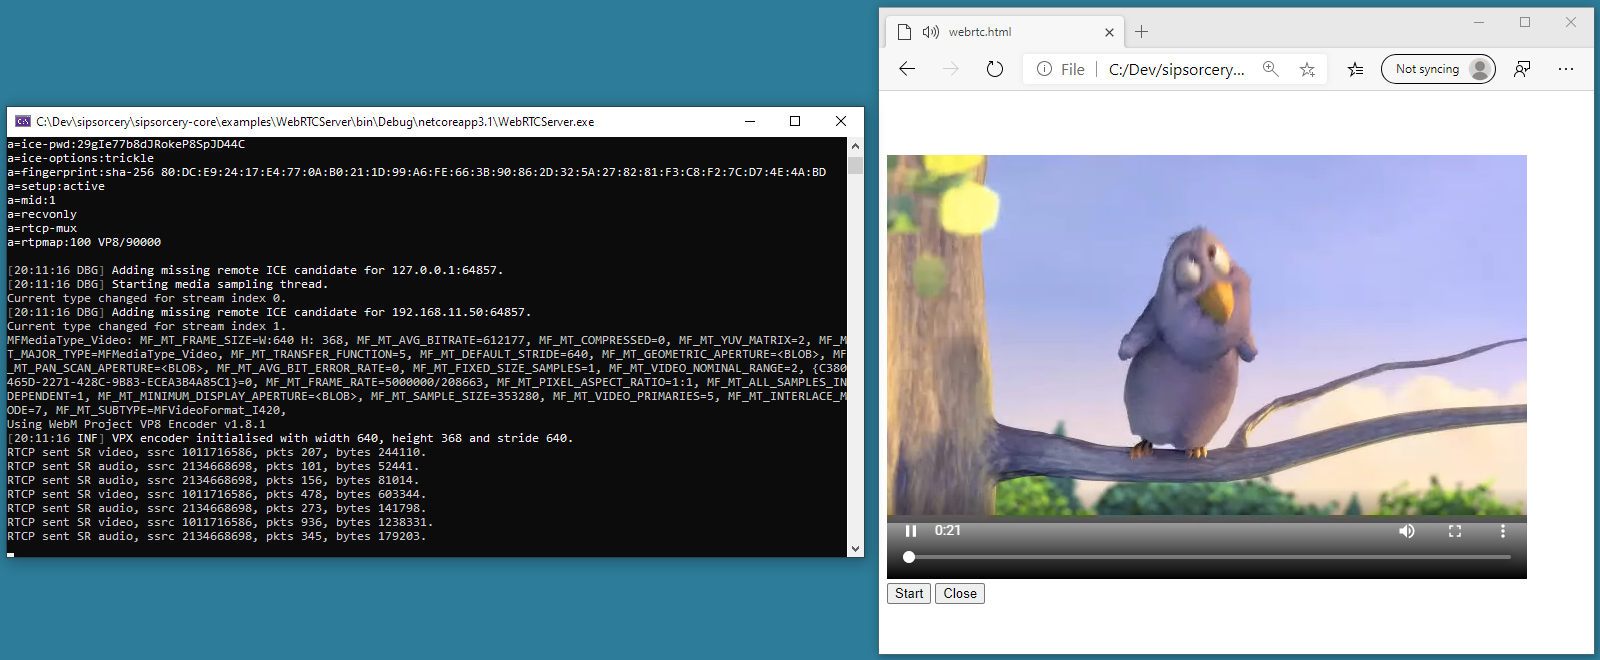 C:\Dev\sipsorcery\sipsorcery-core\examples\WebRTCServer\bin\Debug\netcoreapp3.1\WebRTCServer.exe
a=ice-pwd:29gIe77b8dJRokeP8SpJD44C
a=ice-options:trickle
a=fingerprint:sha-256 80:DC:E9:24:17:E4:77:0A:B0:21:1D:99:A6:FE:66:3B:90:86:2D:32:5A:27:82:81:F3:C8:F2:7C:D7:4E:4A:BD
a=setup:active
a=mid:1
a=recvonly
a=rtcp-mux
a=rtpmap:100 VP8/90000
[20:11:16 DBG] Adding missing remote ICE candidate for 127.0.0.1:64857.
[20:11:16 DBG] Starting media sampling thread.
Current type changed for stream index 0.
[20:11:16 DBG] Adding missing remote ICE candidate for 192.168.11.50:64857.
Current type changed for stream index 1.
MFMediaType_Video: MF_MT_FRAME_SIZE=W:640 H: 368, MF_MT_AVG_BITRATE=612177, MF_MT_COMPRESSED=0, MF_MT_YUV_MATRIX=2, MF_M
T_MAJOR_TYPE=MFMediaType_Video, MF_MT_TRANSFER_FUNCTION=5, MF_MT_DEFAULT_STRIDE=640, MF_MT_GEOMETRIC_APERTURE=<BLOB>, MF
_MT_PAN_SCAN_APERTURE=<BLOB>, MF_MT_AVG_BIT_ERROR_RATE=0, MF_MT_FIXED_SIZE_SAMPLES=1, MF_MT_VIDEO_NOMINAL_RANGE=2, {C380
465D-2271-428C-9B83-ECEA3B4A85C1}=0, MF_MT_FRAME_RATE=5000000/208663, MF_MT_PIXEL_ASPECT_RATIO=1:1, MF_MT_ALL_SAMPLES_IN
DEPENDENT=1, MF_MT_MINIMUM_DISPLAY_APERTURE=<BLOB>, MF_MT_SAMPLE_SIZE=353280, MF_MT_VIDEO_PRIMARIES=5, MF_MT_INTERLACE_M
ODE=7, MF_MT_SUBTYPE=MFVideoFormat_I420,
Using WebM Project VP8 Encoder v1.8.1
[20:11:16 INF] VPX encoder initialised with width 640, height 368 and stride 640.
RTCP sent SR video, ssrc 1011716586, pkts 207, bytes 244110.
RTCP sent SR audio, ssrc 2134668698, pkts 101, bytes 52441.
RTCP sent SR audio, ssrc 2134668698, pkts 156, bytes 81014.
RTCP sent SR video, ssrc 1011716586, pkts 478, bytes 603344.
RTCP sent SR audio, ssrc 2134668698, pkts 273, bytes 141798.
RTCP sent SR video, ssrc 1011716586, pkts 936, bytes 1238331.
RTCP sent SR audio, ssrc 2134668698, pkts 345, bytes 179203.
webrtc.html
File | C:/Dev/sipsorcery... Not syncing
0:21
Start Close